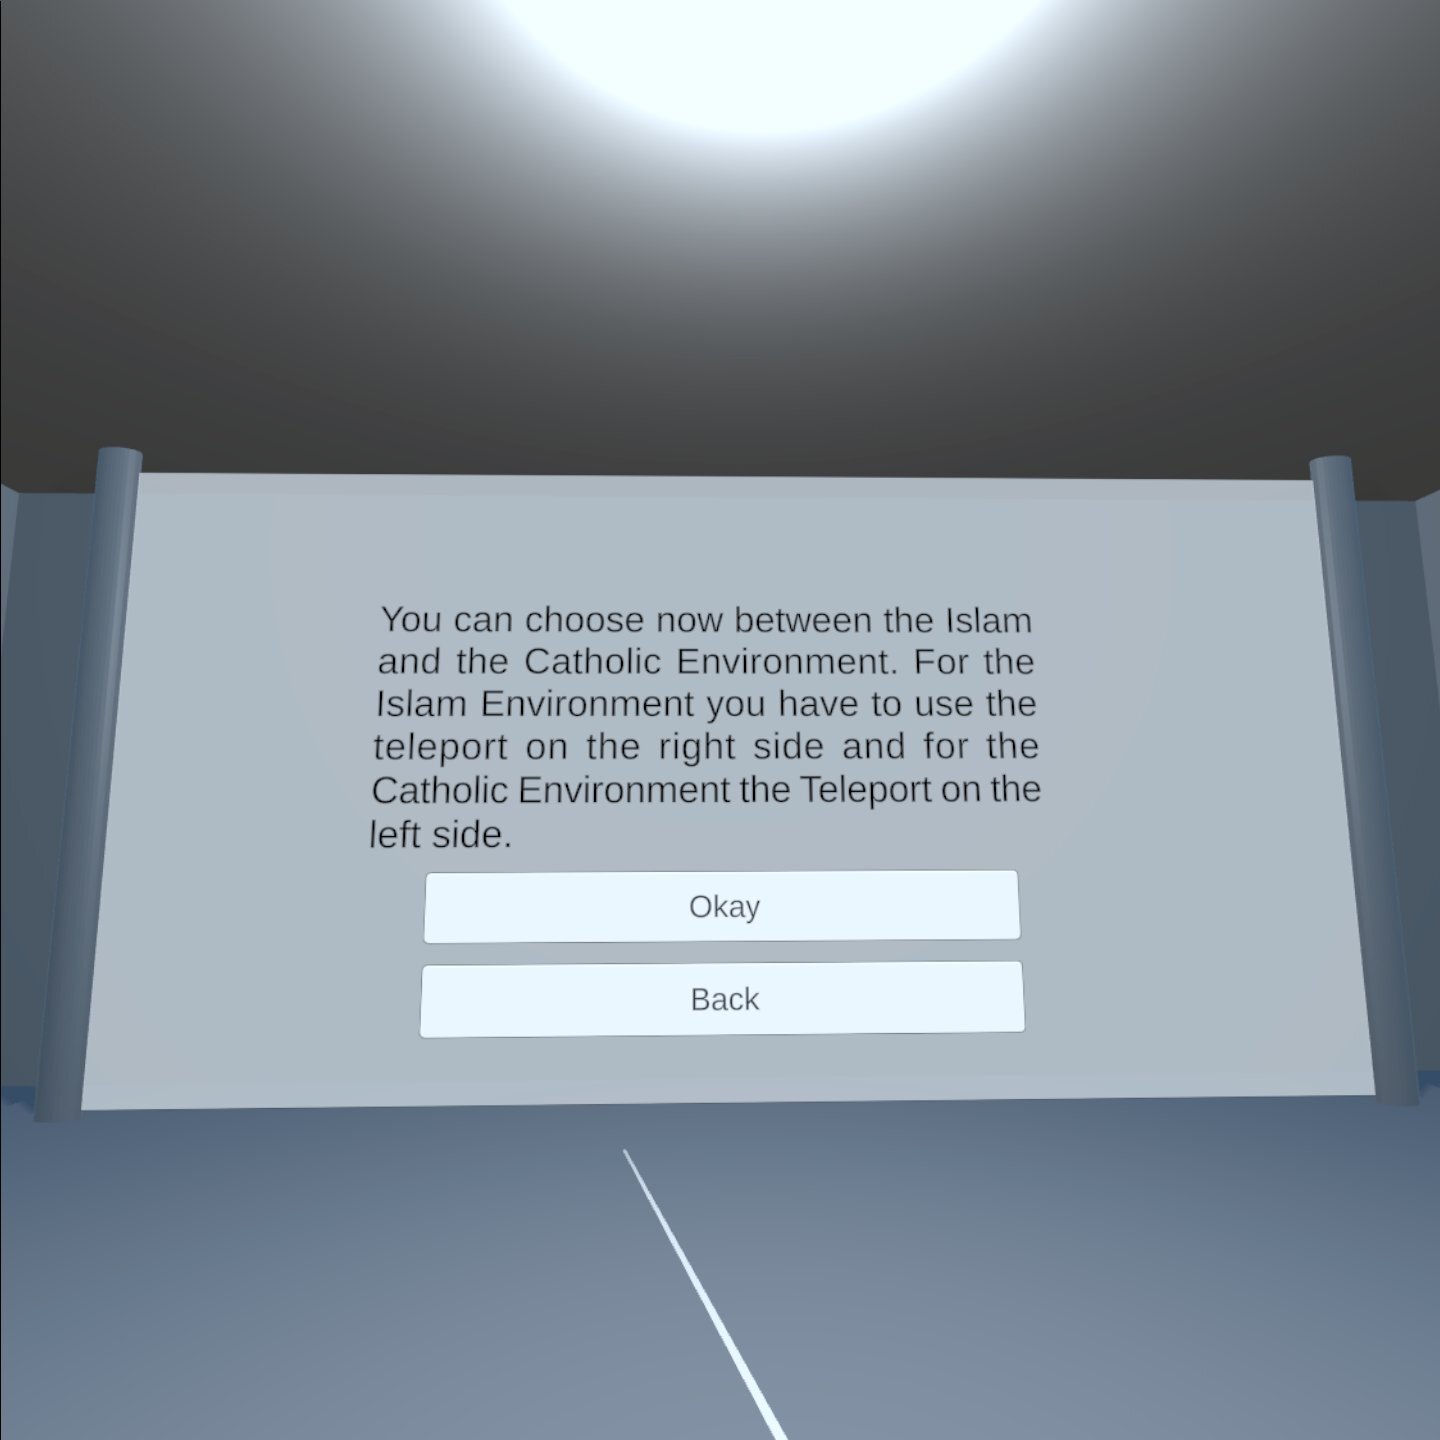 You can choose now between the Islam
and the Catholic Environment. For the
Islam Environment you have to use the
teleport on the right side and for the
Catholic Environment the Teleport on the
left side.
Okay
Back